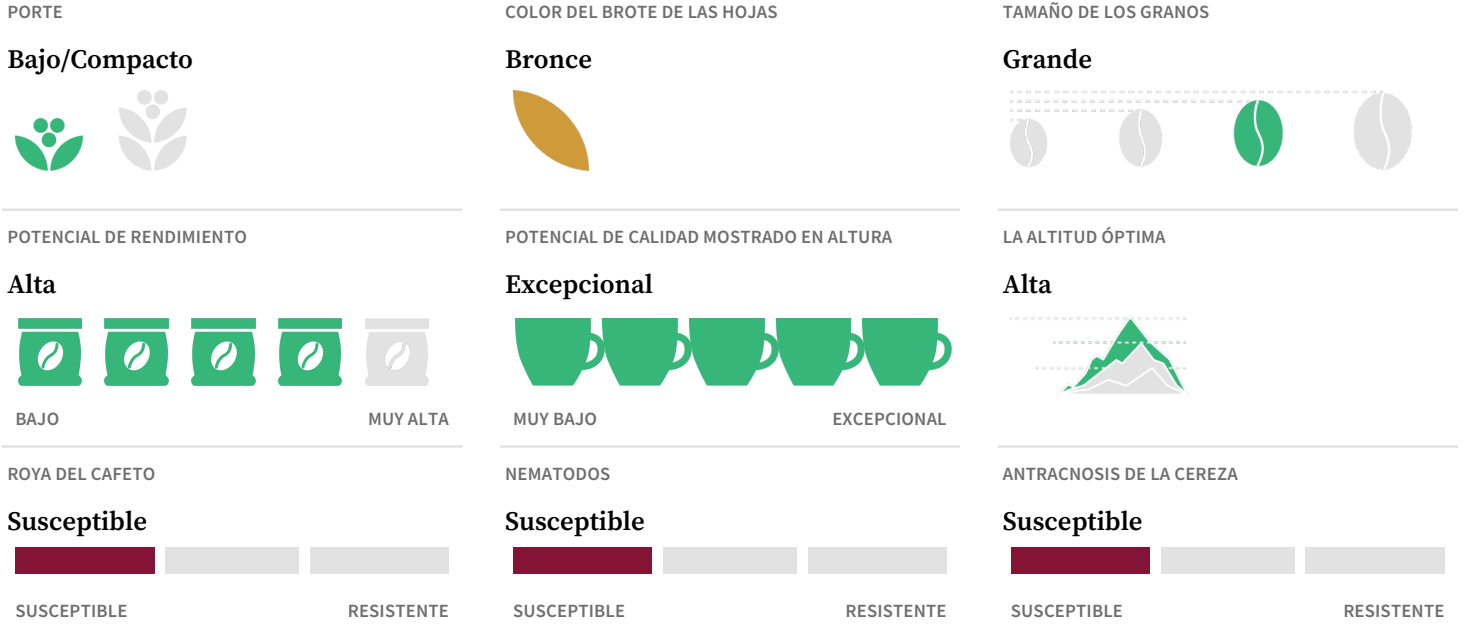 PORTE
Bajo/Compacto
COLOR DEL BROTE DE LAS HOJAS
Bronce
TAMAÑO DE LOS GRANOS
Grande
POTENCIAL DE RENDIMIENTO
Alta
BAJO
MUY ALTA
POTENCIAL DE CALIDAD MOSTRADO EN ALTURA
Excepcional
MUY BAJO
EXCEPCIONAL
LA ALTITUD ÓPTIMA
Alta
ROYA DEL CAFETO
Susceptible
SUSCEPTIBLE
RESISTENTE
NEMATODOS
Susceptible
SUSCEPTIBLE
RESISTENTE
ANTRACNOSIS DE LA CEREZA
Susceptible
SUSCEPTIBLE
RESISTENTE